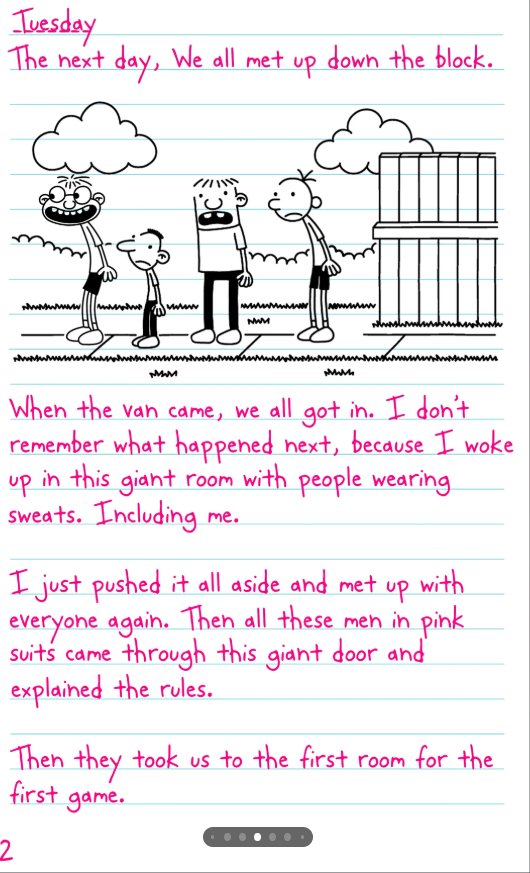 Tuesday
The next day, We all met up down the block.
When the van came, we all got in. I don't
remember what happened next, because I woke
up in this giant room with people wearing
sweats. Including me.
I just pushed it all aside and met up with
everyone again. Then all these men in pink
suits came through this giant door and
explained the rules.
Then they took us to the first room for the
first game.
2